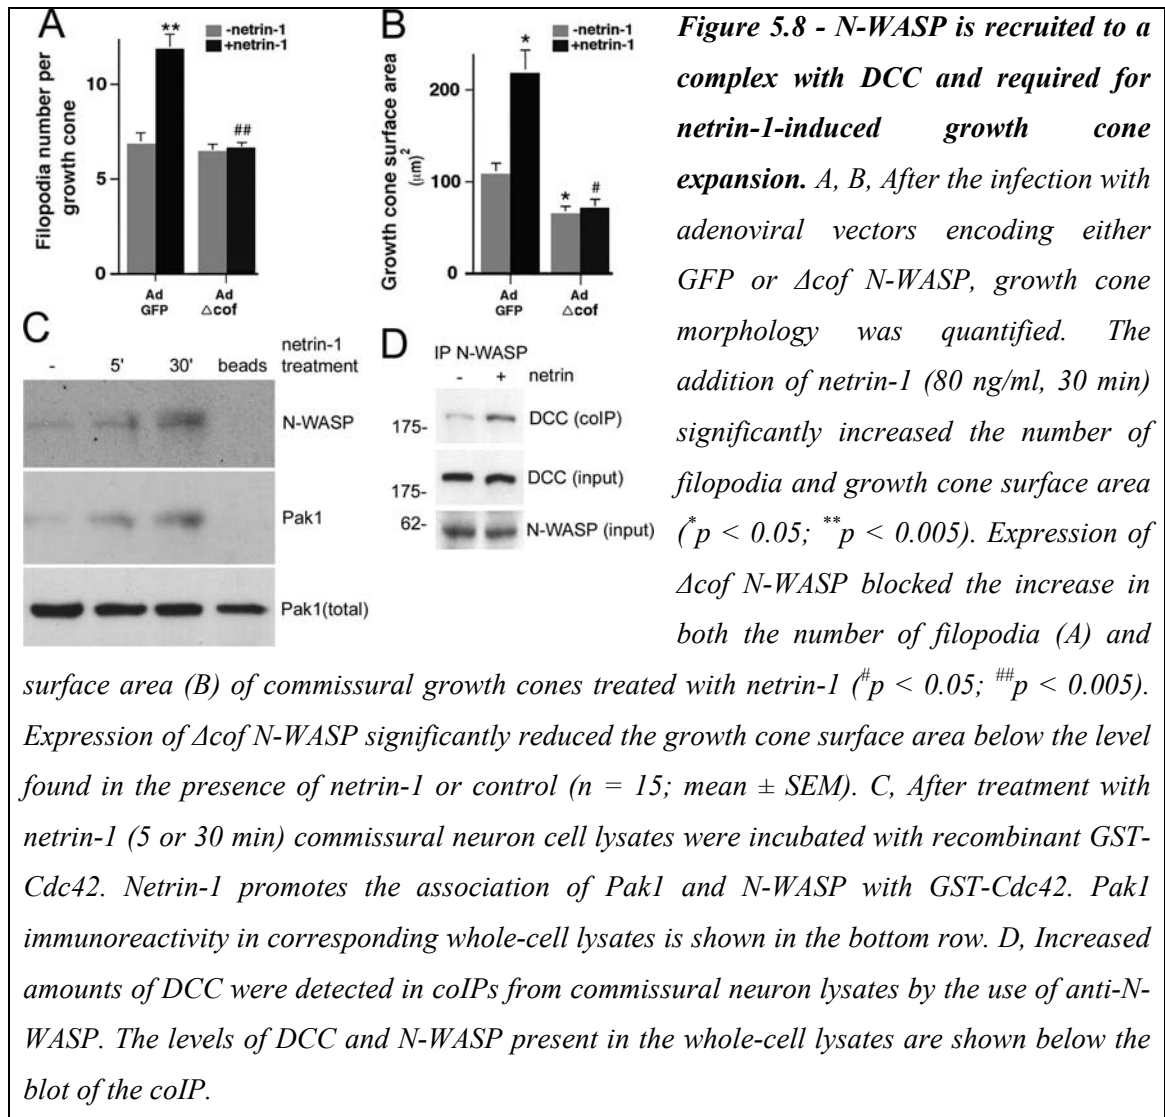 A
**
-netrin-1
+netrin-1
10
5
0
Filopodia number per
growth cone
##
Ad
GFP
Ad
△cof
B
*
-netrin-1
+netrin-1
200
100
0
Growth cone surface area
(µm)²
*
#
Ad
GFP
Ad
△cof
C
netrin-1
treatment
- 5' 30' beads
N-WASP
Pak1
Pak1(total)
D
IP N-WASP
- + netrin
175- DCC (coIP)
DCC (input)
175-
62- N-WASP (input)
Figure 5.8 - N-WASP is recruited to a
complex with DCC and required for
netrin-1-induced growth cone
expansion. A, B, After the infection with
adenoviral vectors encoding either
GFP or Δcof N-WASP, growth cone
morphology was quantified. The
addition of netrin-1 (80 ng/ml, 30 min)
significantly increased the number of
filopodia and growth cone surface area
(*p < 0.05; **p < 0.005). Expression of
Δcof N-WASP blocked the increase in
both the number of filopodia (A) and
surface area (B) of commissural growth cones treated with netrin-1 (#p < 0.05; ##p < 0.005).
Expression of Δcof N-WASP significantly reduced the growth cone surface area below the level
found in the presence of netrin-1 or control (n = 15; mean ± SEM). C, After treatment with
netrin-1 (5 or 30 min) commissural neuron cell lysates were incubated with recombinant GST-
Cdc42. Netrin-1 promotes the association of Pak1 and N-WASP with GST-Cdc42. Pak1
immunoreactivity in corresponding whole-cell lysates is shown in the bottom row. D, Increased
amounts of DCC were detected in coIPs from commissural neuron lysates by the use of anti-N-
WASP. The levels of DCC and N-WASP present in the whole-cell lysates are shown below the
blot of the coIP.